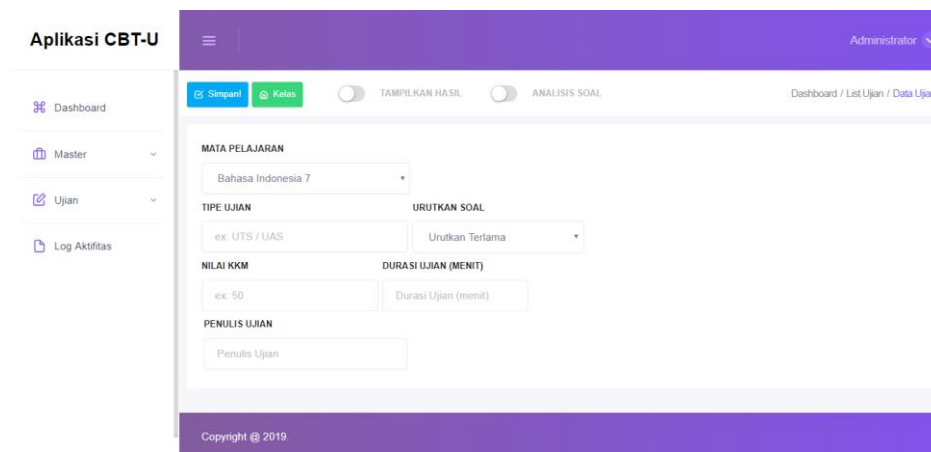 Aplikasi CBT-U
Administrator
Dashboard
Master
Ujian
Log Aktifitas
Simpan! Kelas TAMPILKAN HASIL ANALISIS SOAL Dashboard / List Ujian / Data Ujian
MATA PELAJARAN
Bahasa Indonesia 7
TIPE UJIAN URUTKAN SOAL
ex: UTS / UAS Urutkan Terlama
NILAI KKM DURASI UJIAN (MENIT)
ex: 50 Durasi Ujian (menit)
PENULIS UJIAN
Penulis Ujian
Copyright @ 2019.